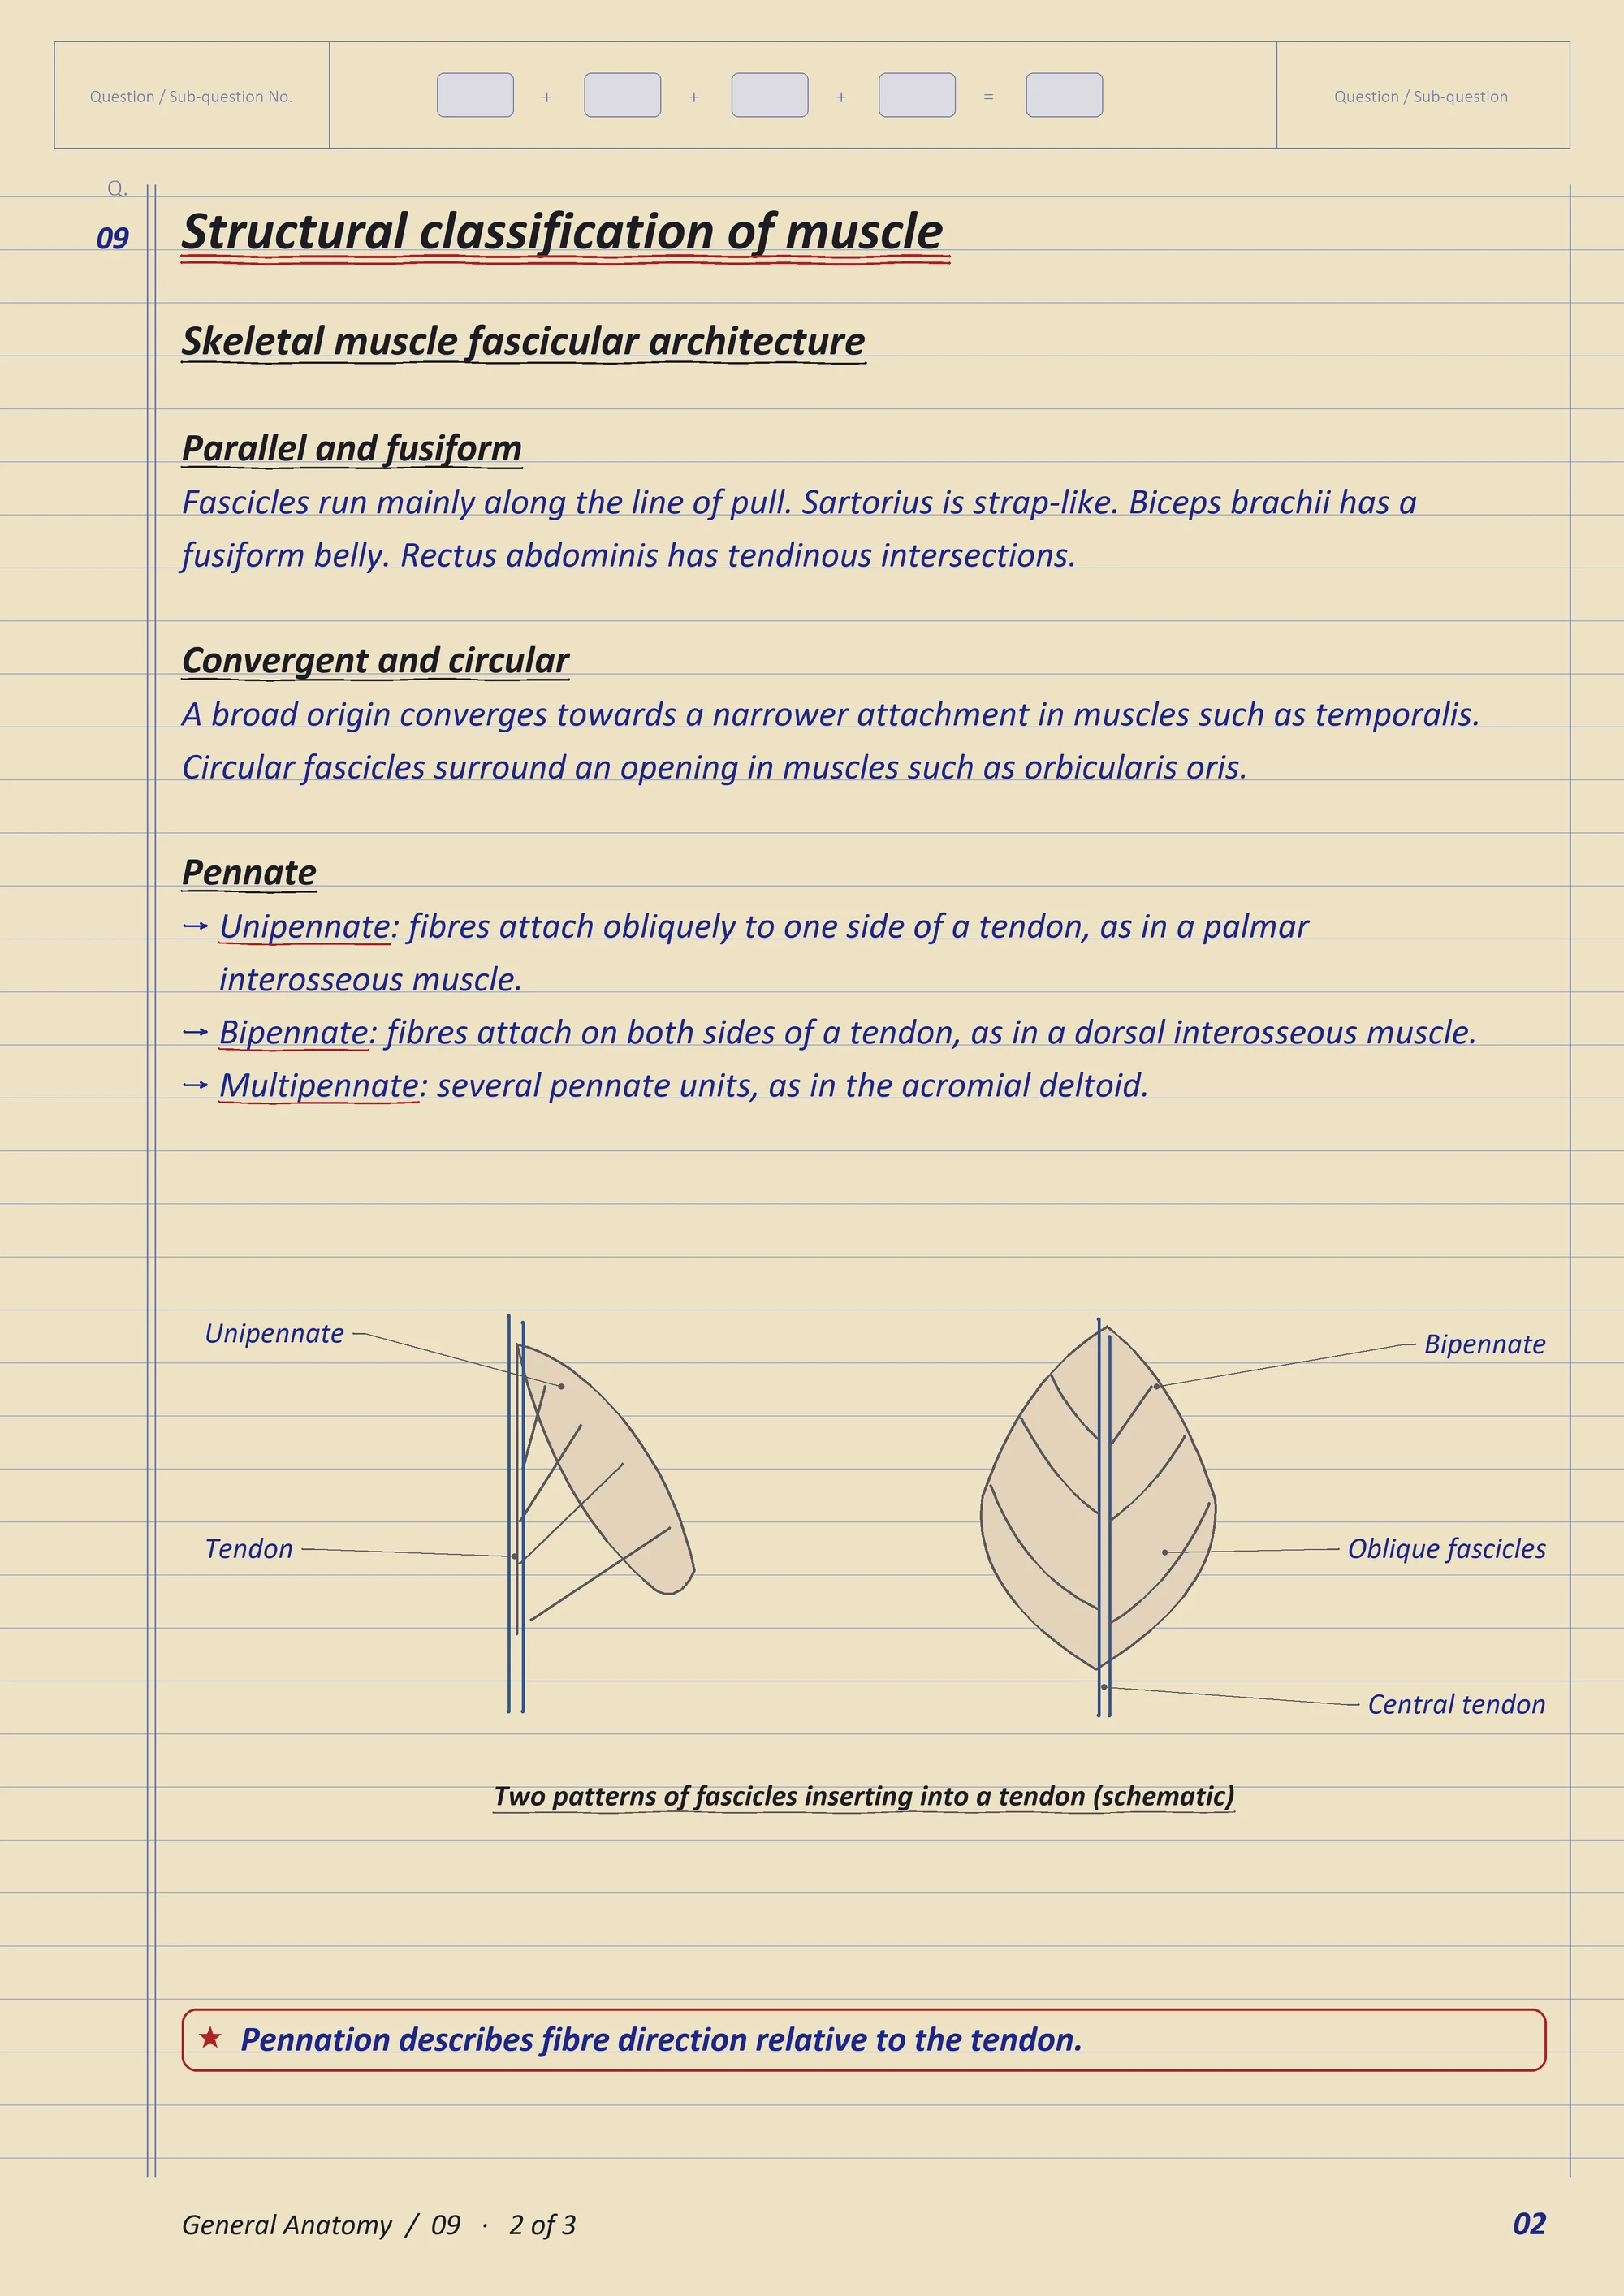 Question / Sub-question No.
+ + + =
Question / Sub-question
Q.
09
Structural classification of muscle
Skeletal muscle fascicular architecture
Parallel and fusiform
Fascicles run mainly along the line of pull. Sartorius is strap-like. Biceps brachii has a
fusiform belly. Rectus abdominis has tendinous intersections.
Convergent and circular
A broad origin converges towards a narrower attachment in muscles such as temporalis.
Circular fascicles surround an opening in muscles such as orbicularis oris.
Pennate
→ Unipennate: fibres attach obliquely to one side of a tendon, as in a palmar
interosseous muscle.
→ Bipennate: fibres attach on both sides of a tendon, as in a dorsal interosseous muscle.
→ Multipennate: several pennate units, as in the acromial deltoid.
Unipennate
Bipennate
Tendon
Oblique fascicles
Central tendon
Two patterns of fascicles inserting into a tendon (schematic)
★ Pennation describes fibre direction relative to the tendon.
General Anatomy / 09 · 2 of 3
02